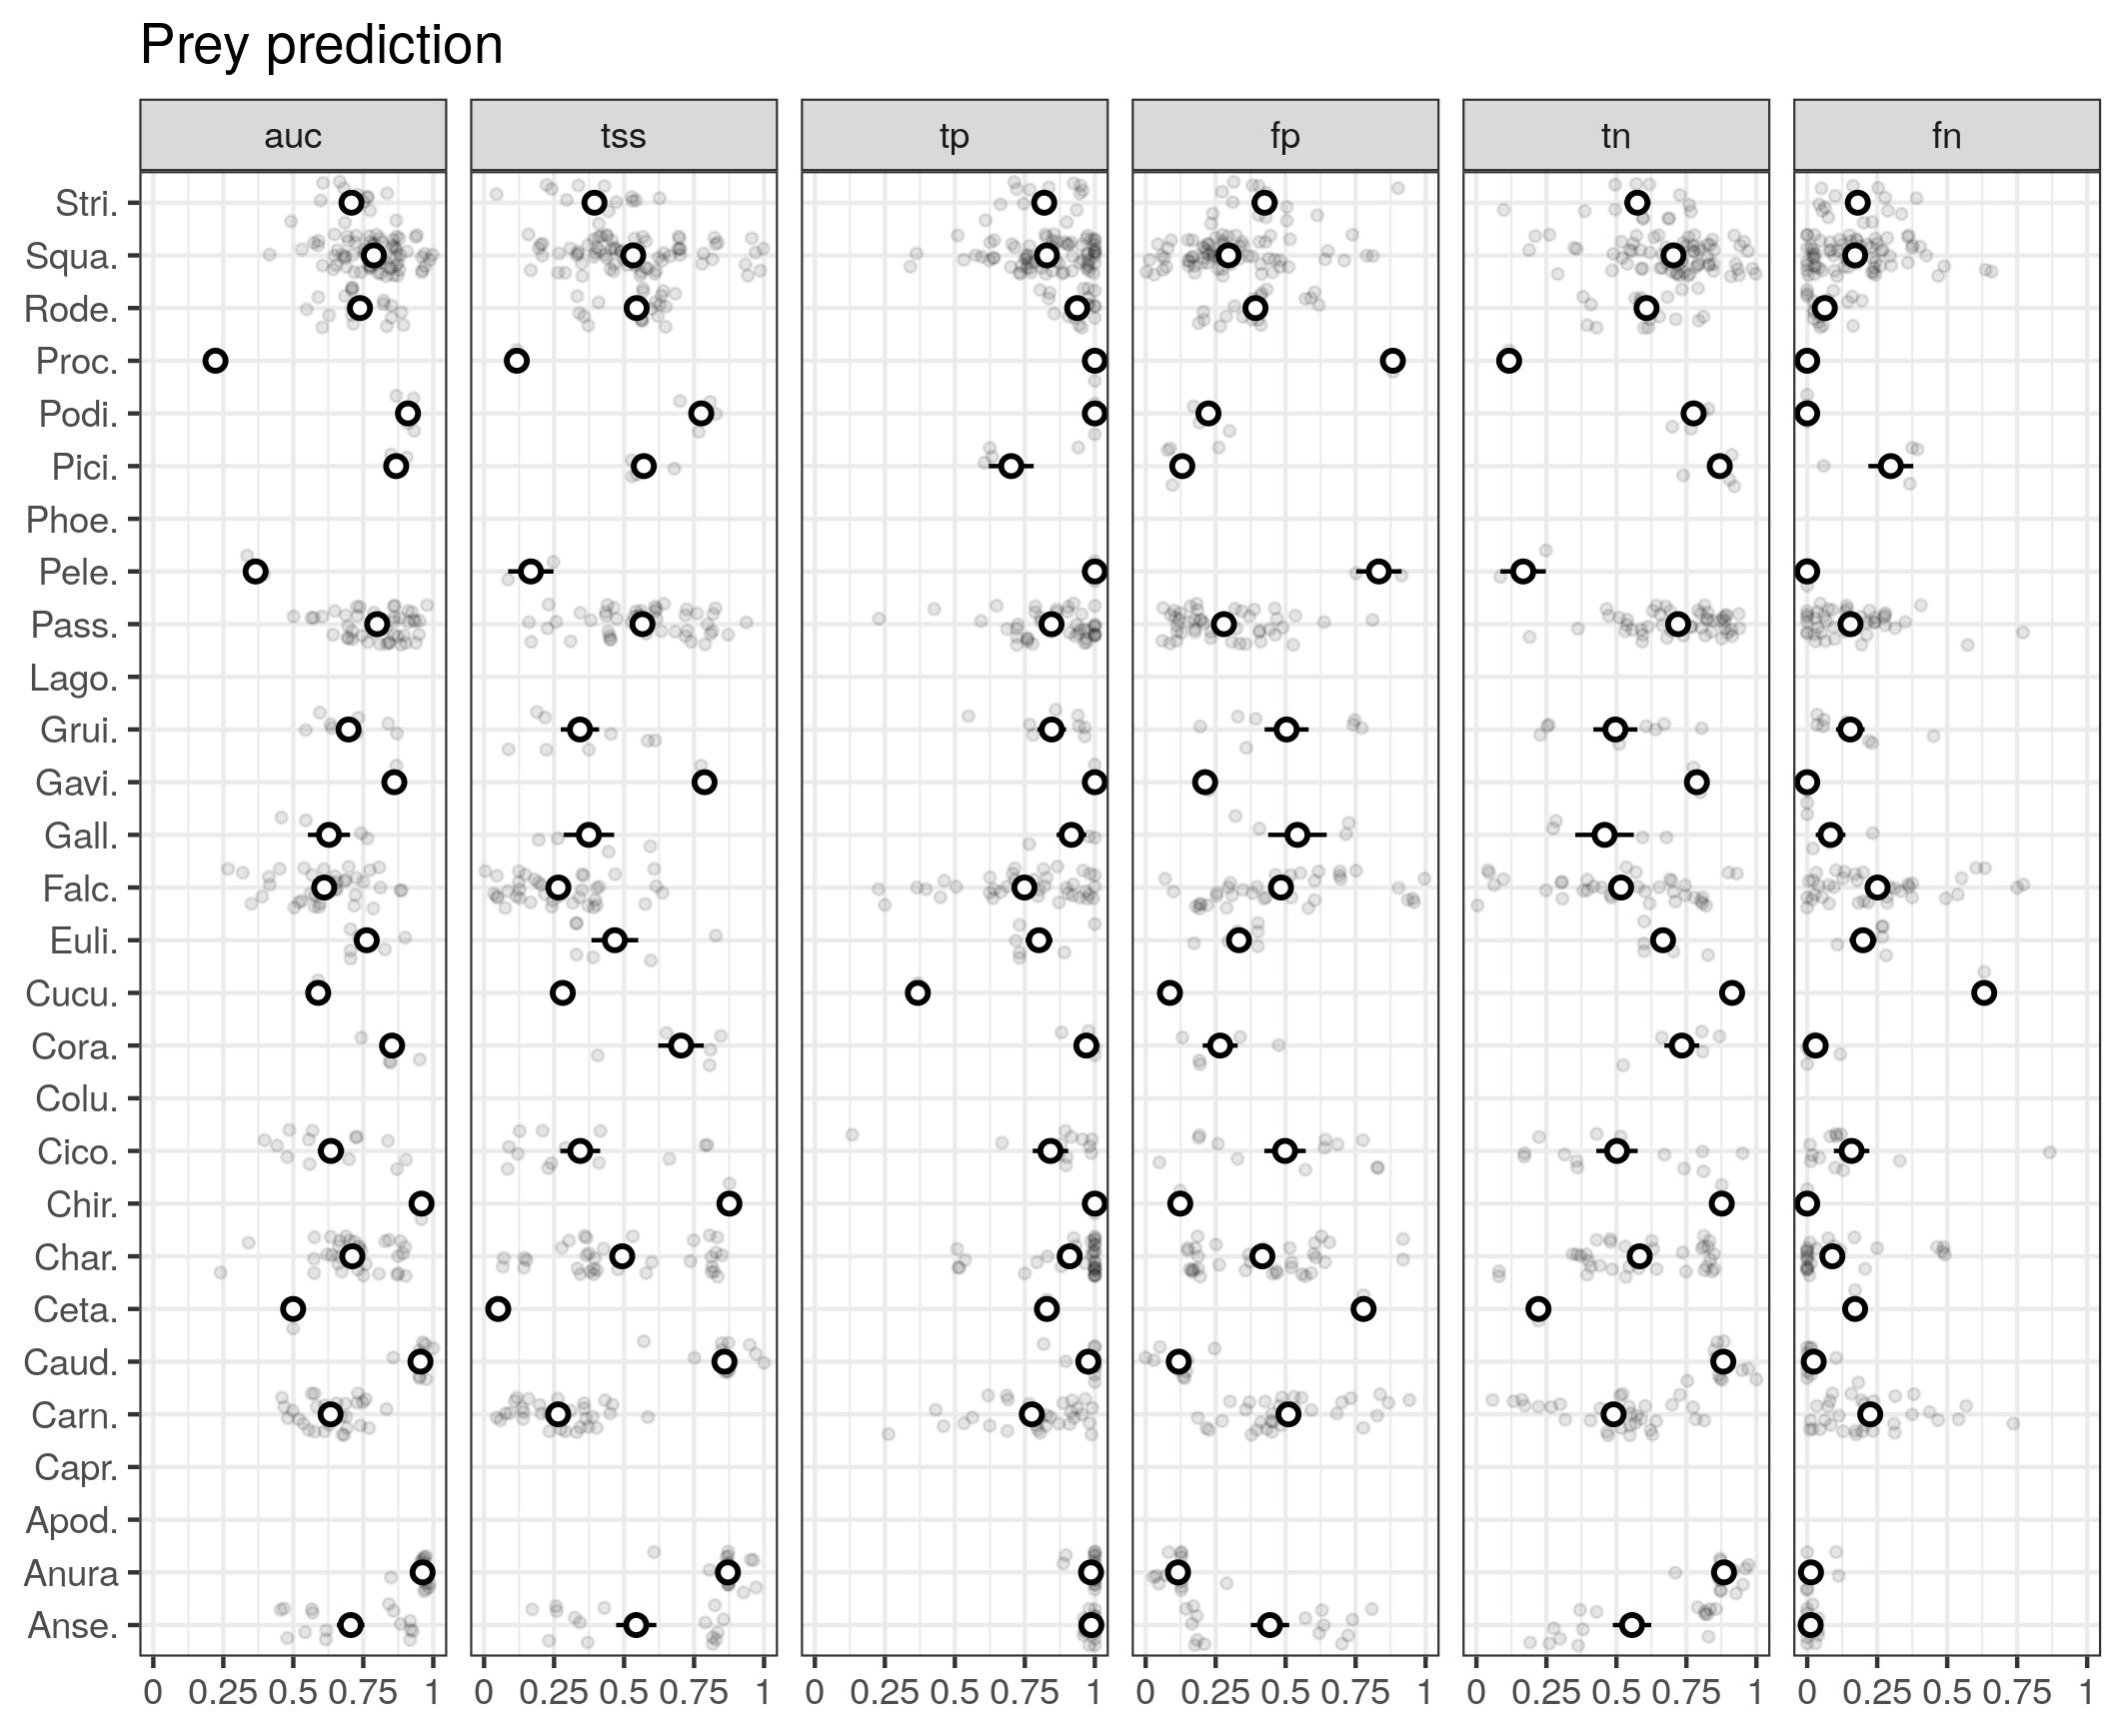 Prey prediction
auc tss tp fp tn fn
Stri.
Squa.
Rode.
Proc.
Podi.
Pici.
Phoe.
Pele.
Pass.
Lago.
Grui.
Gavi.
Gall.
Falc.
Euli.
Cucu.
Cora.
Colu.
Cico.
Chir.
Char.
Ceta.
Caud.
Carn.
Capr.
Apod.
Anura
Anse.
0 0.25 0.5 0.75 1 0 0.25 0.5 0.75 1 0 0.25 0.5 0.75 1 0 0.25 0.5 0.75 1 0 0.25 0.5 0.75 1 0 0.25 0.5 0.75 1